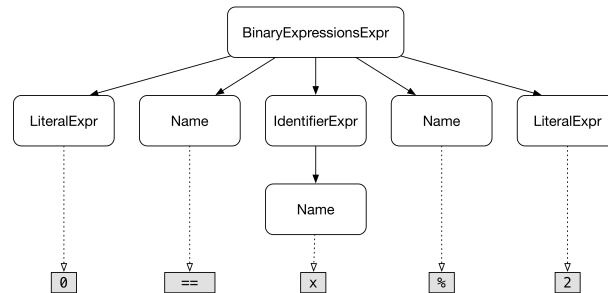 BinaryExpressionsExpr
LiteralExpr Name IdentifierExpr Name LiteralExpr
Name
0 == x % 2